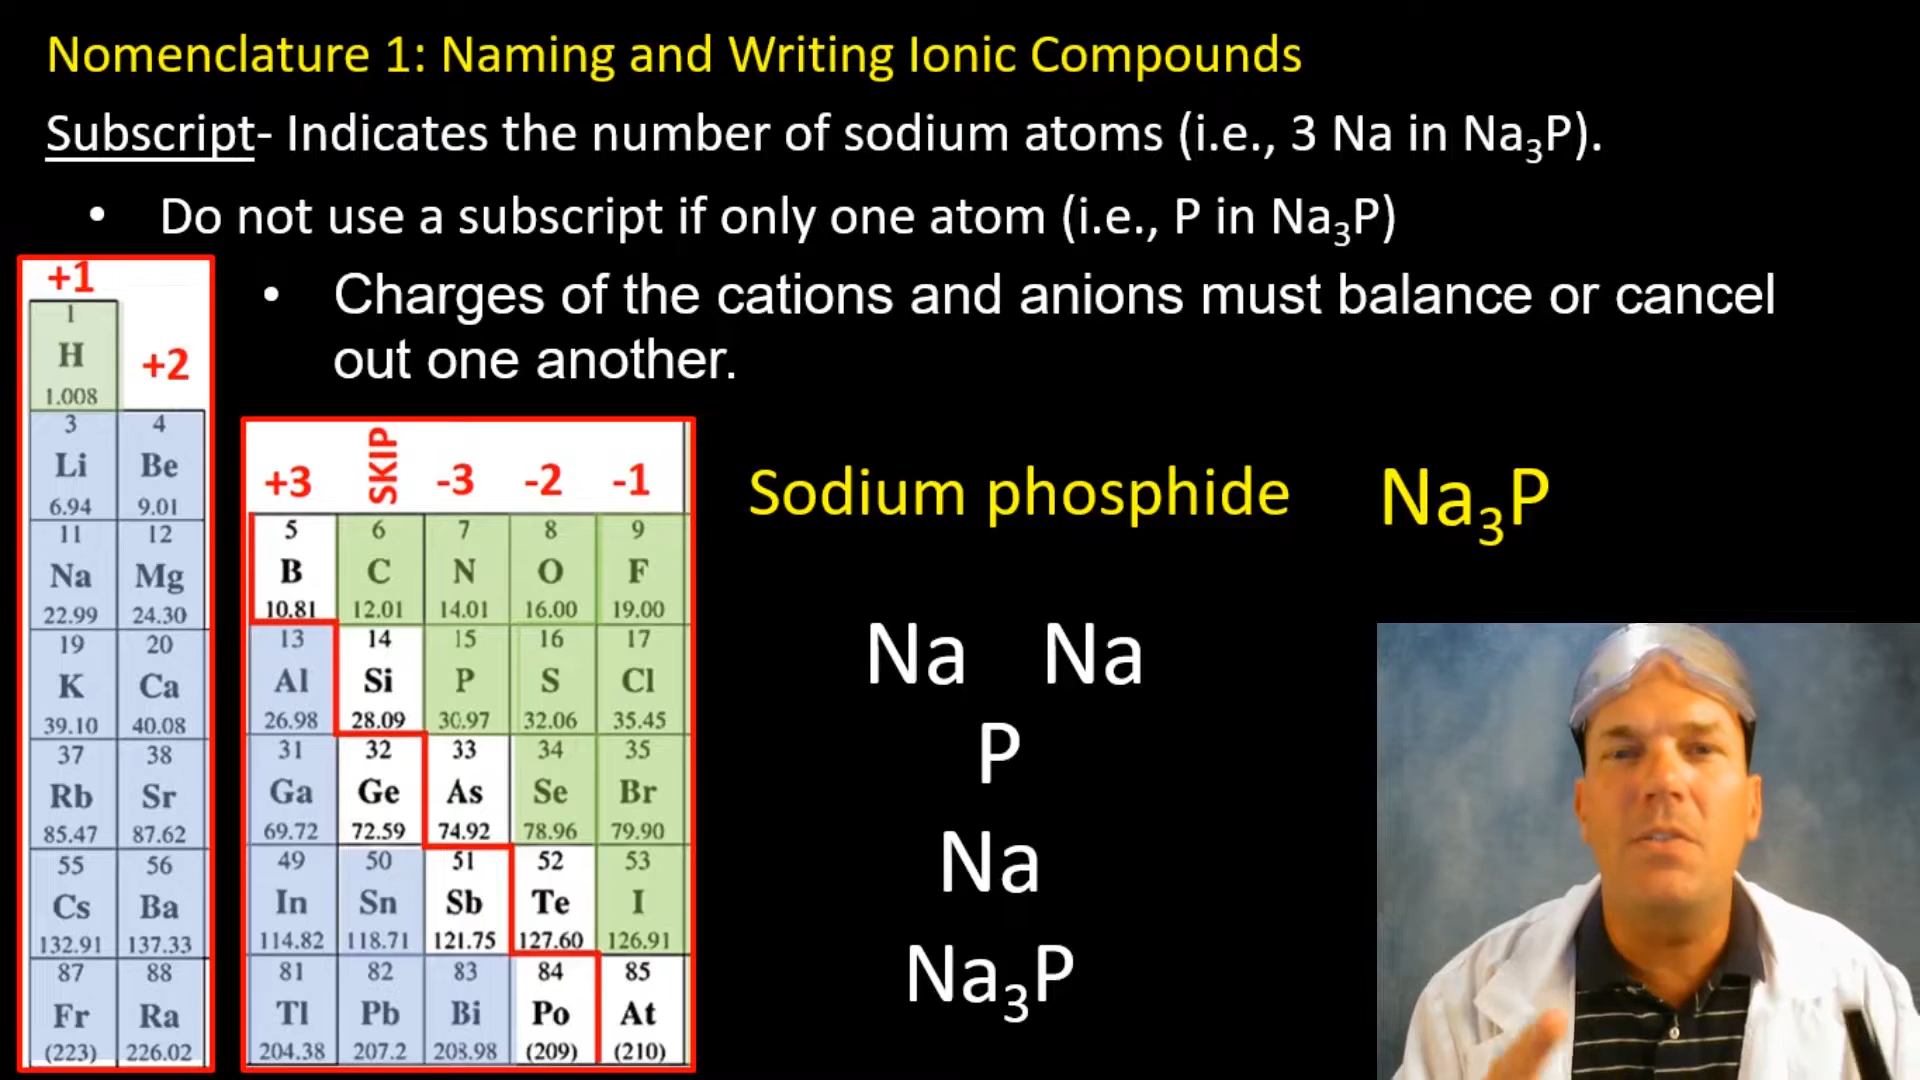 Nomenclature 1: Naming and Writing Ionic Compounds
Subscript- Indicates the number of sodium atoms (i.e., 3 Na in Na₃P).
• Do not use a subscript if only one atom (i.e., P in Na₃P)
• Charges of the cations and anions must balance or cancel
out one another.
+1
1
H +2
1.008
3 4
Li Be
6.94 9.01
11 12
Na Mg
22.99 24.30
19 20
K Ca
39.10 40.08
37 38
Rb Sr
85.47 87.62
55 56
Cs Ba
132.91 137.33
87 88
Fr Ra
(223) 226.02
+3 SKIP -3 -2 -1
5 6 7 8 9
B C N O F
10.81 12.01 14.01 16.00 19.00
13 14 15 16 17
Al Si P S Cl
26.98 28.09 30.97 32.06 35.45
31 32 33 34 35
Ga Ge As Se Br
69.72 72.59 74.92 78.96 79.90
49 50 51 52 53
In Sn Sb Te I
114.82 118.71 121.75 127.60 126.91
81 82 83 84 85
Tl Pb Bi Po At
204.38 207.2 208.98 (209) (210)
Sodium phosphide Na₃P
Na Na
P
Na
Na₃P